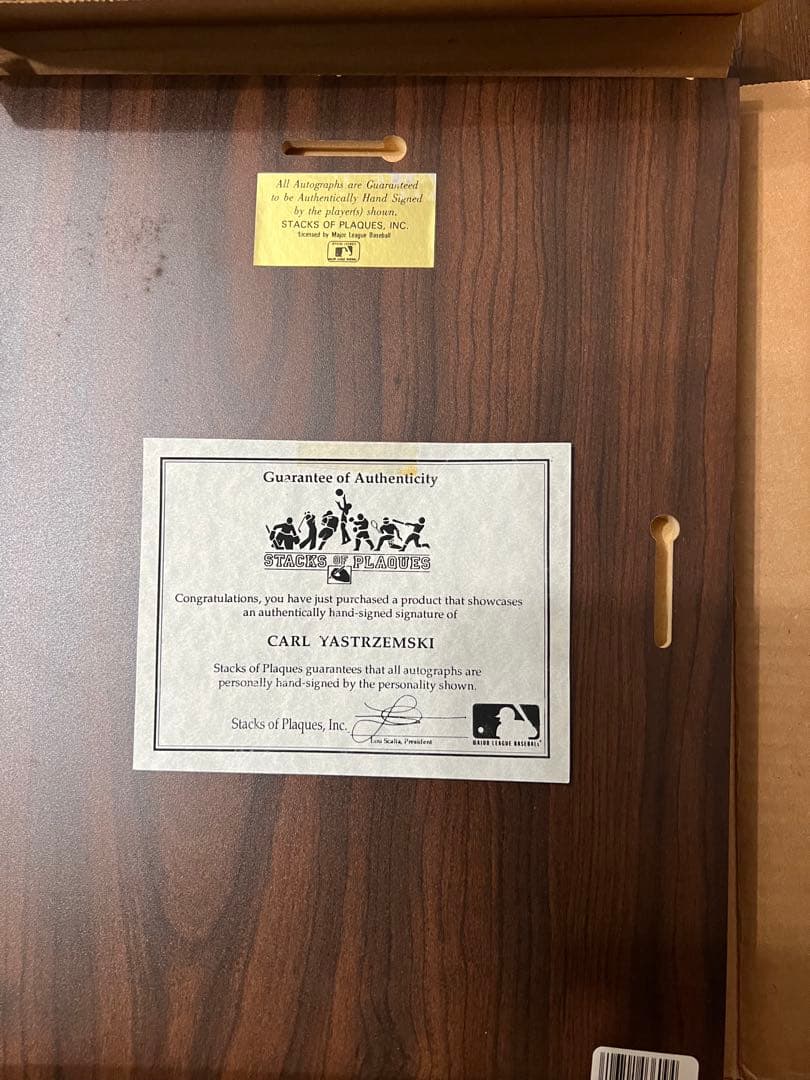 All Autographs are Guaranteed
to be Authentically Hand Signed
by the player(s) shown.
STACKS OF PLAQUES, INC.
Licensed by Major League Baseball
Guarantee of Authenticity
STACKS OF PLAQUES
Congratulations, you have just purchased a product that showcases
an authentically hand-signed signature of
CARL YASTRZEMSKI
Stacks of Plaques guarantees that all autographs are
personally hand-signed by the personality shown.
Stacks of Plaques, Inc.
Lou Scalia, President
MAJOR LEAGUE BASEBALL